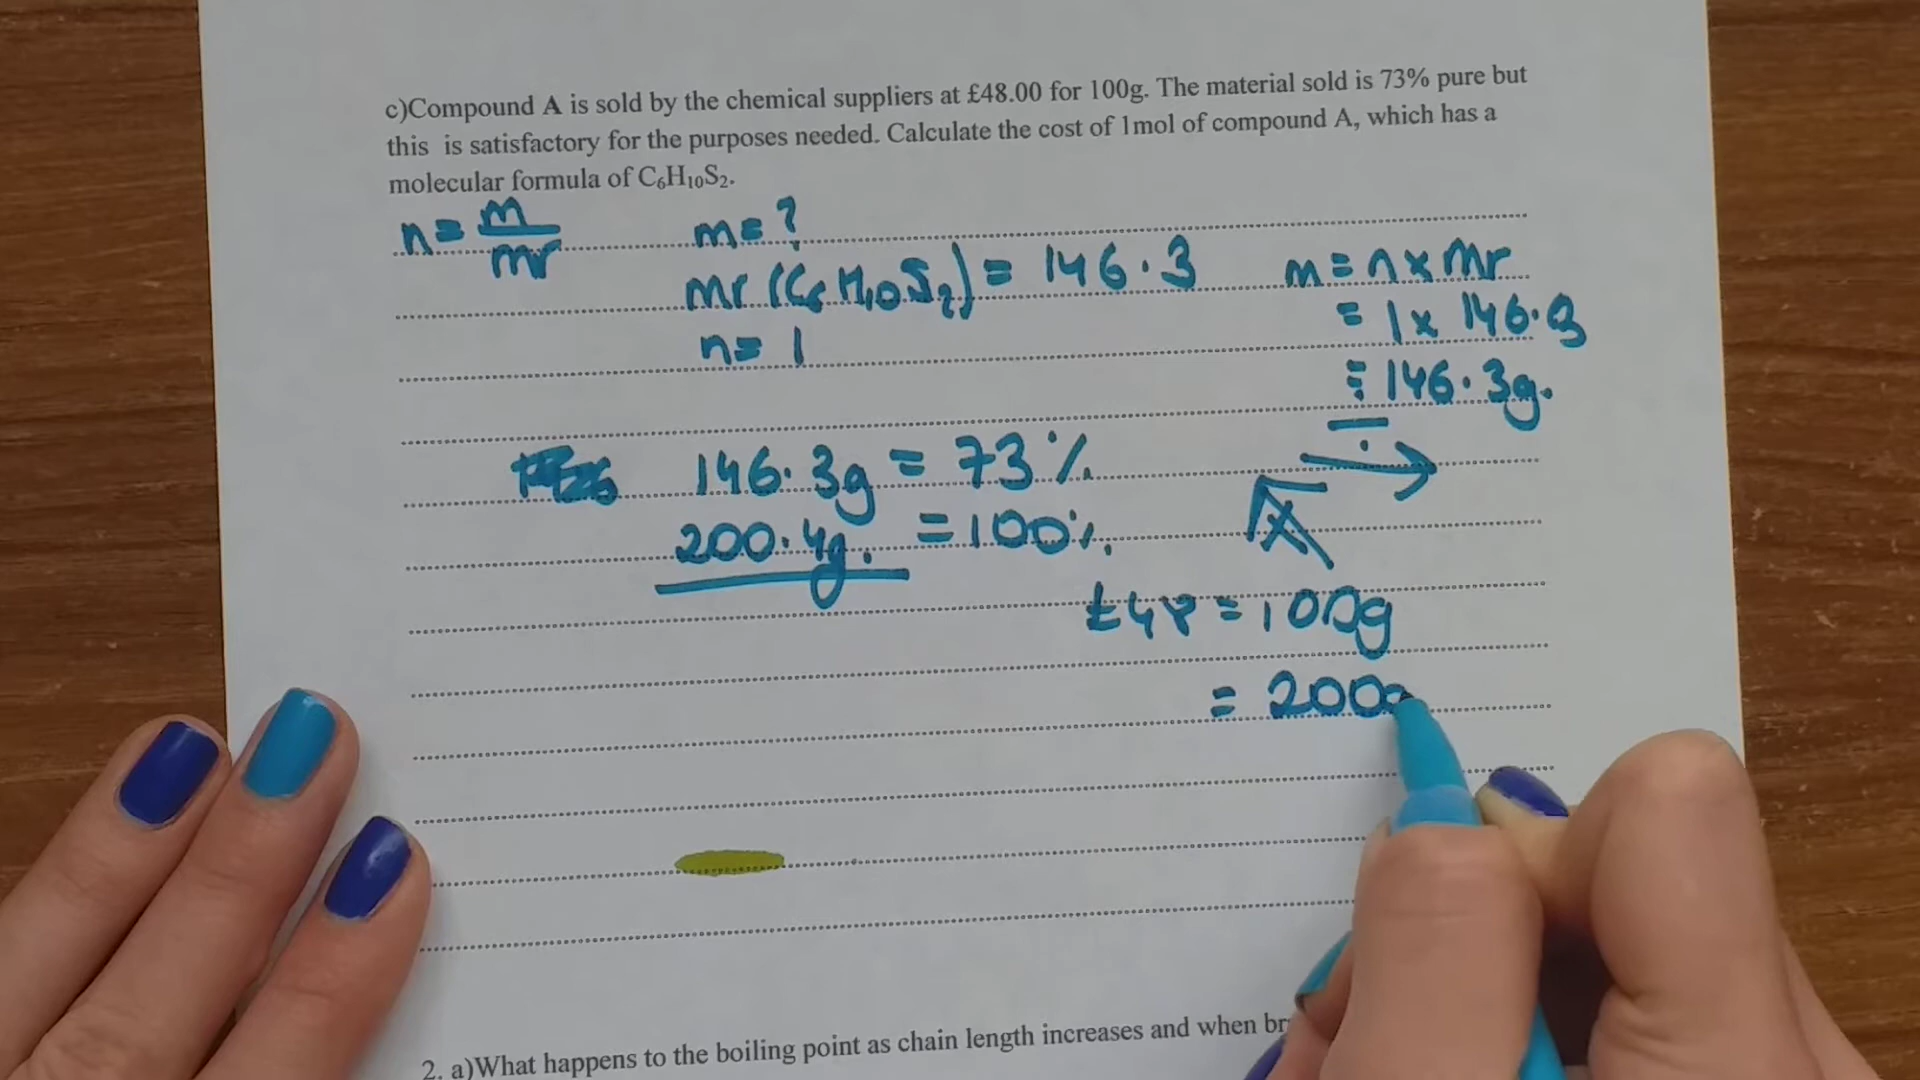 c)Compound A is sold by the chemical suppliers at £48.00 for 100g. The material sold is 73% pure but
this is satisfactory for the purposes needed. Calculate the cost of 1mol of compound A, which has a
molecular formula of C₆H₁₀S₂.
n = m/mr
m = ?
mr (C₆H₁₀S₂) = 146.3
n = 1
m = n x Mr
= 1 x 146.3
= 146.3g.
146.3g = 73%
200.4g. = 100%
÷ →
x
£48 = 100g
= 200
2. a)What happens to the boiling point as chain length increases and when